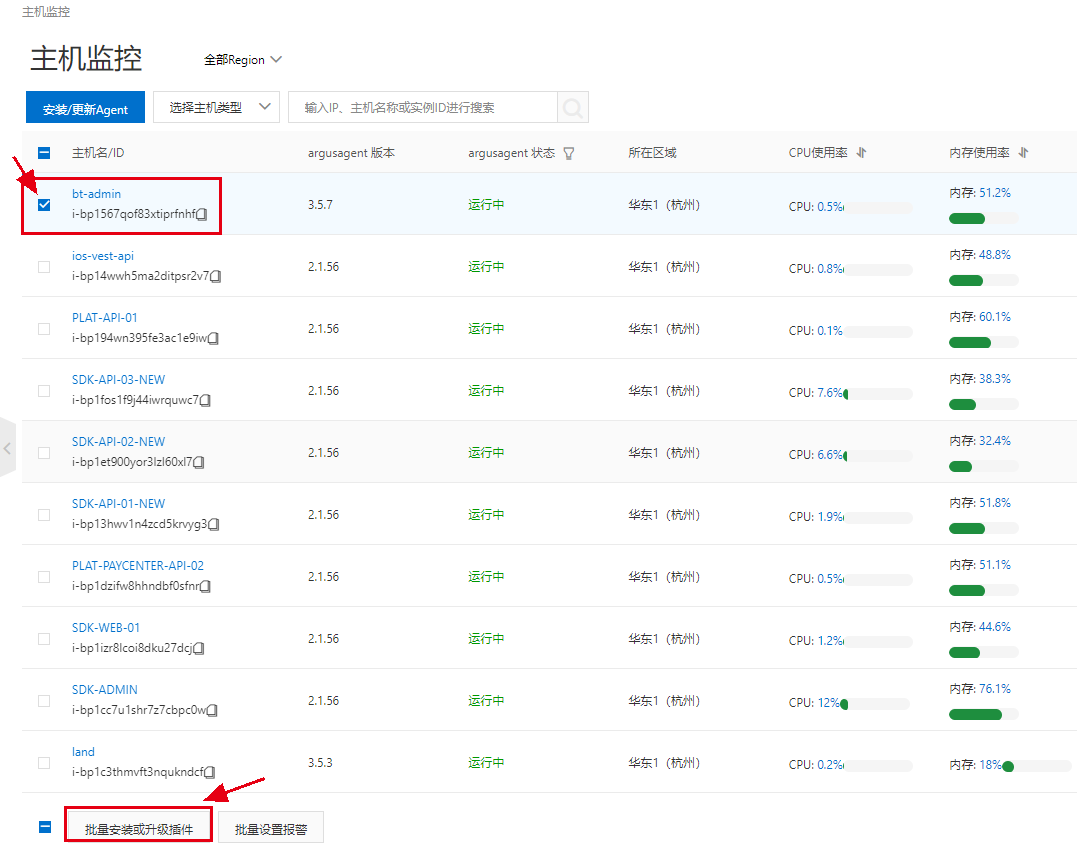 主机监控
主机监控 全部Region
安装/更新Agent 选择主机类型 输入IP、主机名称或实例ID进行搜索
主机名/ID argusagent 版本 argusagent 状态 所在区域 CPU使用率 内存使用率
bt-admin
i-bp1567qof83xtiprfnhf 3.5.7 运行中 华东1（杭州） CPU: 0.5% 内存: 51.2%
ios-vest-api
i-bp14wwh5ma2ditpsr2v7 2.1.56 运行中 华东1（杭州） CPU: 0.8% 内存: 48.8%
PLAT-API-01
i-bp194wn395fe3ac1e9iw 2.1.56 运行中 华东1（杭州） CPU: 0.1% 内存: 60.1%
SDK-API-03-NEW
i-bp1fos1f9j44iwrquwc7 2.1.56 运行中 华东1（杭州） CPU: 7.6% 内存: 38.3%
SDK-API-02-NEW
i-bp1et900yor3lzl60xl7 2.1.56 运行中 华东1（杭州） CPU: 6.6% 内存: 32.4%
SDK-API-01-NEW
i-bp13hwv1n4zcd5krvyg3 2.1.56 运行中 华东1（杭州） CPU: 1.9% 内存: 51.8%
PLAT-PAYCENTER-API-02
i-bp1dzifw8hhndbf0sfnr 2.1.56 运行中 华东1（杭州） CPU: 0.5% 内存: 51.1%
SDK-WEB-01
i-bp1izr8lcoi8dku27dcj 2.1.56 运行中 华东1（杭州） CPU: 1.2% 内存: 44.6%
SDK-ADMIN
i-bp1cc7u1shr7z7cbpc0w 2.1.56 运行中 华东1（杭州） CPU: 12% 内存: 76.1%
land
i-bp1c3thmvft3nqukndcf 3.5.3 运行中 华东1（杭州） CPU: 0.2% 内存: 18%
批量安装或升级插件 批量设置报警